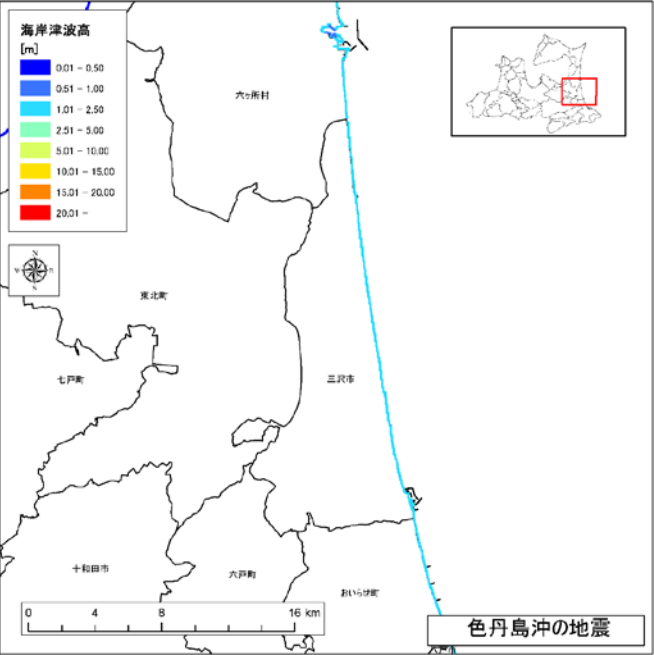 海岸津波高
[m]
0.01 - 0.50
0.51 - 1.00
1.01 - 2.50
2.51 - 5.00
5.01 - 10.00
10.01 - 15.00
15.01 - 20.00
20.01 -
六ヶ所村
N
W
E
S
東北町
七戸町
三沢市
十和田市
六戸町
おいらせ町
0 4 8 16 km
色丹島沖の地震